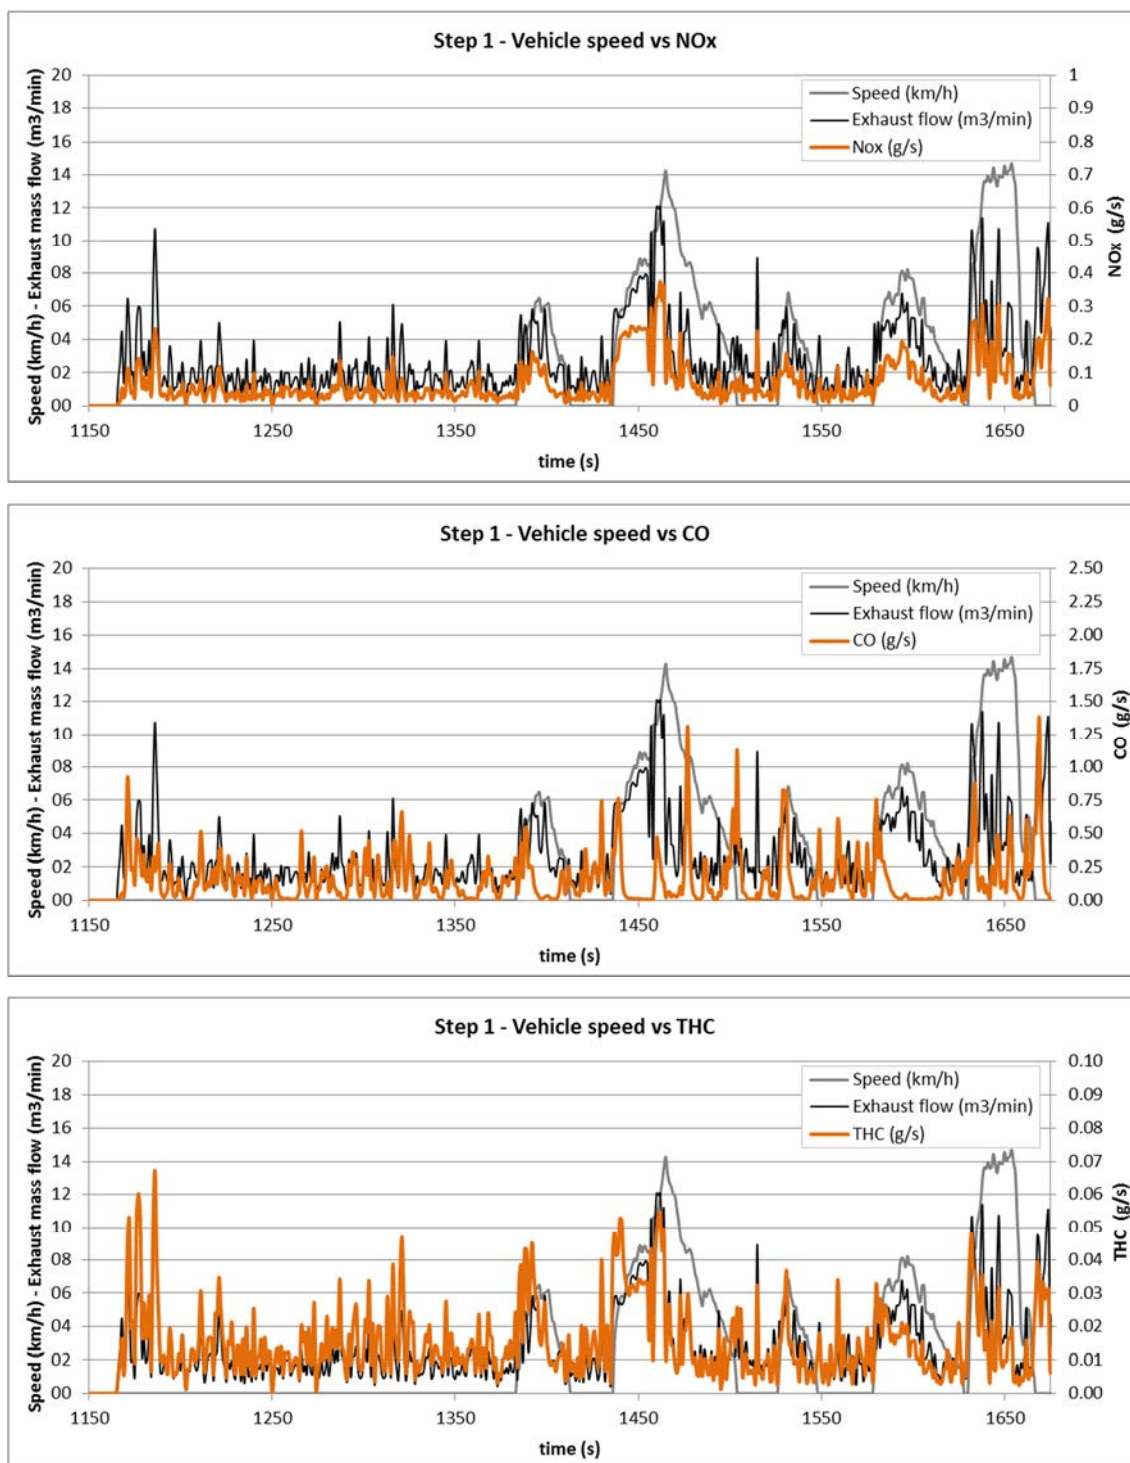 Step 1 - Vehicle speed vs NOx
Speed (km/h) - Exhaust mass flow (m3/min)
20
18
16
14
12
10
08
06
04
02
00
Speed (km/h)
Exhaust flow (m3/min)
Nox (g/s)
1
0.9
0.8
0.7
0.6
0.5
0.4
0.3
0.2
0.1
0
NOx (g/s)
1150 1250 1350 1450 1550 1650
time (s)
Step 1 - Vehicle speed vs CO
Speed (km/h) - Exhaust mass flow (m3/min)
20
18
16
14
12
10
08
06
04
02
00
Speed (km/h)
Exhaust flow (m3/min)
CO (g/s)
2.50
2.25
2.00
1.75
1.50
1.25
1.00
0.75
0.50
0.25
0.00
CO (g/s)
1150 1250 1350 1450 1550 1650
time (s)
Step 1 - Vehicle speed vs THC
Speed (km/h) - Exhaust mass flow (m3/min)
20
18
16
14
12
10
08
06
04
02
00
Speed (km/h)
Exhaust flow (m3/min)
THC (g/s)
0.10
0.09
0.08
0.07
0.06
0.05
0.04
0.03
0.02
0.01
0.00
THC (g/s)
1150 1250 1350 1450 1550 1650
time (s)